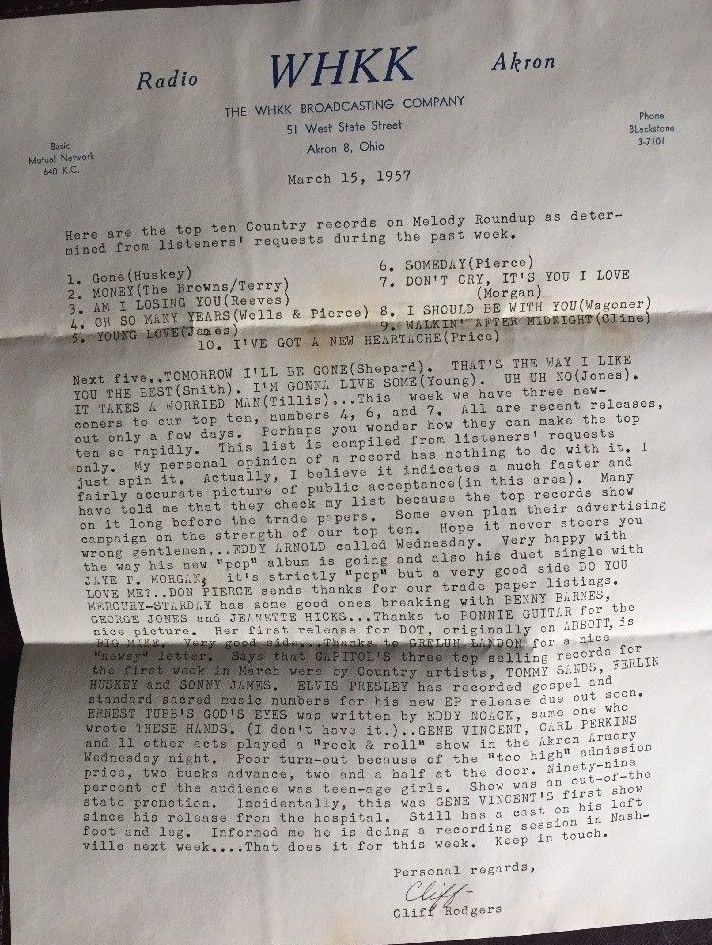 Radio WHKK Akron
THE WHKK BROADCASTING COMPANY
51 West State Street
Akron 8, Ohio
Basic
Mutual Network
640 K.C.
Phone
BLackstone
3-7101
March 15, 1957
Here are the top ten Country records on Melody Roundup as deter-
mined from listeners' requests during the past week.
1. Gone(Huskey)
2. MONEY(The Browns/Terry)
3. AM I LOSING YOU(Reeves)
4. OH SO MANY YEARS(Wells & Pierce)
5. YOUNG LOVE(James)
6. SOMEDAY(Pierce)
7. DON'T CRY, IT'S YOU I LOVE
(Morgan)
8. I SHOULD BE WITH YOU(Wagoner)
9. WALKIN' AFTER MIDNIGHT(Cline)
10. I'VE GOT A NEW HEARTACHE(Price)
Next five..TOMORROW I'LL BE GONE(Shepard). THAT'S THE WAY I LIKE
YOU THE BEST(Smith). I'M GONNA LIVE SOME(Young). UH UH NO(Jones).
IT TAKES A WORRIED MAN(Tillis)...This week we have three new-
comers to our top ten, numbers 4, 6, and 7. All are recent releases,
out only a few days. Perhaps you wonder how they can make the top
ten so rapidly. This list is compiled from listeners' requests
only. My personal opinion of a record has nothing to do with it. I
just spin it. Actually, I believe it indicates a much faster and
fairly accurate picture of public acceptance(in this area). Many
have told me that they check my list because the top records show
on it long before the trade papers. Some even plan their advertising
campaign on the strength of our top ten. Hope it never steers you
wrong gentlemen...EDDY ARNOLD called Wednesday. Very happy with
the way his new "pop" album is going and also his duet single with
JAYE P. MORGAN, it's strictly "pop" but a very good side DO YOU
LOVE ME?..DON PIERCE sends thanks for our trade paper listings.
MERCURY-STARDAY has some good ones breaking with BENNY BARNES,
GEORGE JONES and JEANETTE HICKS...Thanks to BONNIE GUITAR for the
nice picture. Her first release for DOT, originally on ABBOTT, is
BIG MIKE. Very good side...Thanks to GRELUN LANDON for a nice
"newsy" letter. Says that CAPITOL'S three top selling records for
the first week in March were by Country artists, TOMMY SANDS, FERLIN
HUSKEY and SONNY JAMES. ELVIS PRESLEY has recorded gospel and
standard sacred music numbers for his new EP release due out soon.
ERNEST TUBB'S GOD'S EYES was written by EDDY NOACK, same one who
wrote THESE HANDS. (I don't have it.)..GENE VINCENT, CARL PERKINS
and 11 other acts played a "rock & roll" show in the Akron Armory
Wednesday night. Poor turn-out because of the "too high" admission
price, two bucks advance, two and a half at the door. Ninety-nine
percent of the audience was teen-age girls. Show was an out-of-the
state promotion. Incidentally, this was GENE VINCENT'S first show
since his release from the hospital. Still has a cast on his left
foot and leg. Informed me he is doing a recording session in Nash-
ville next week....That does it for this week. Keep in touch.
Personal regards,
Cliff
Cliff Rodgers